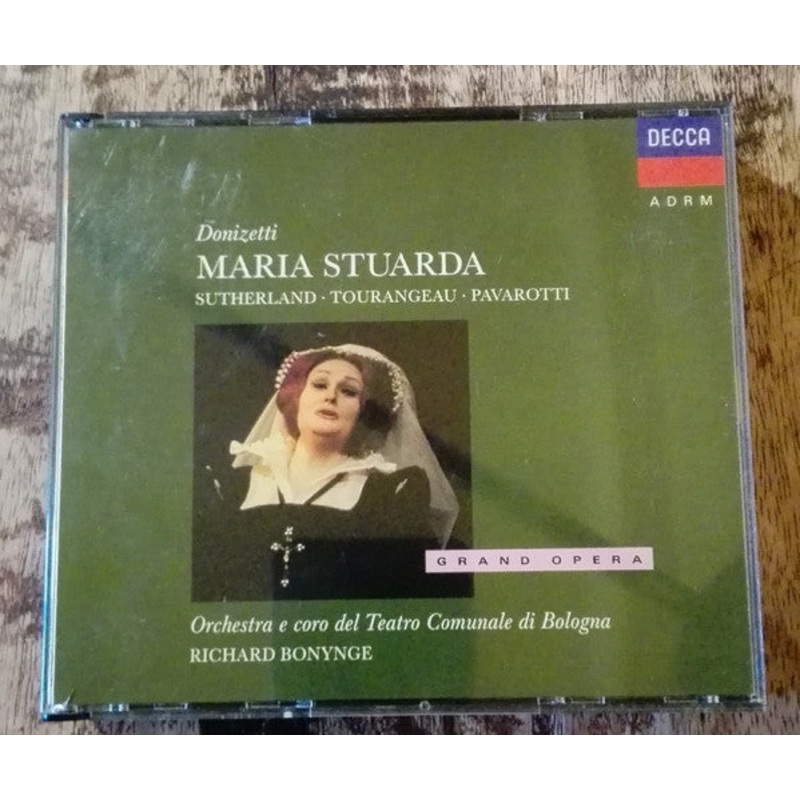 DECCA
ADRM
Donizetti
MARIA STUARDA
SUTHERLAND · TOURANGEAU · PAVAROTTI
GRAND OPERA
Orchestra e coro del Teatro Comunale di Bologna
RICHARD BONYNGE